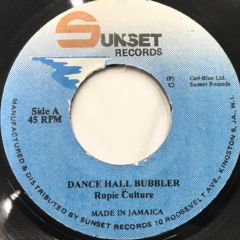 SUNSET
RECORDS
Side A
45 RPM
(P)
(C)
Cari-Blue Ltd.
Sunset Records
DANCE HALL BUBBLER
Rupie Culture
MADE IN JAMAICA
MANUFACTURED & DISTRIBUTED BY SUNSET RECORDS 10 ROOSEVELT AVE, KINGSTON 6, JA, W.I.